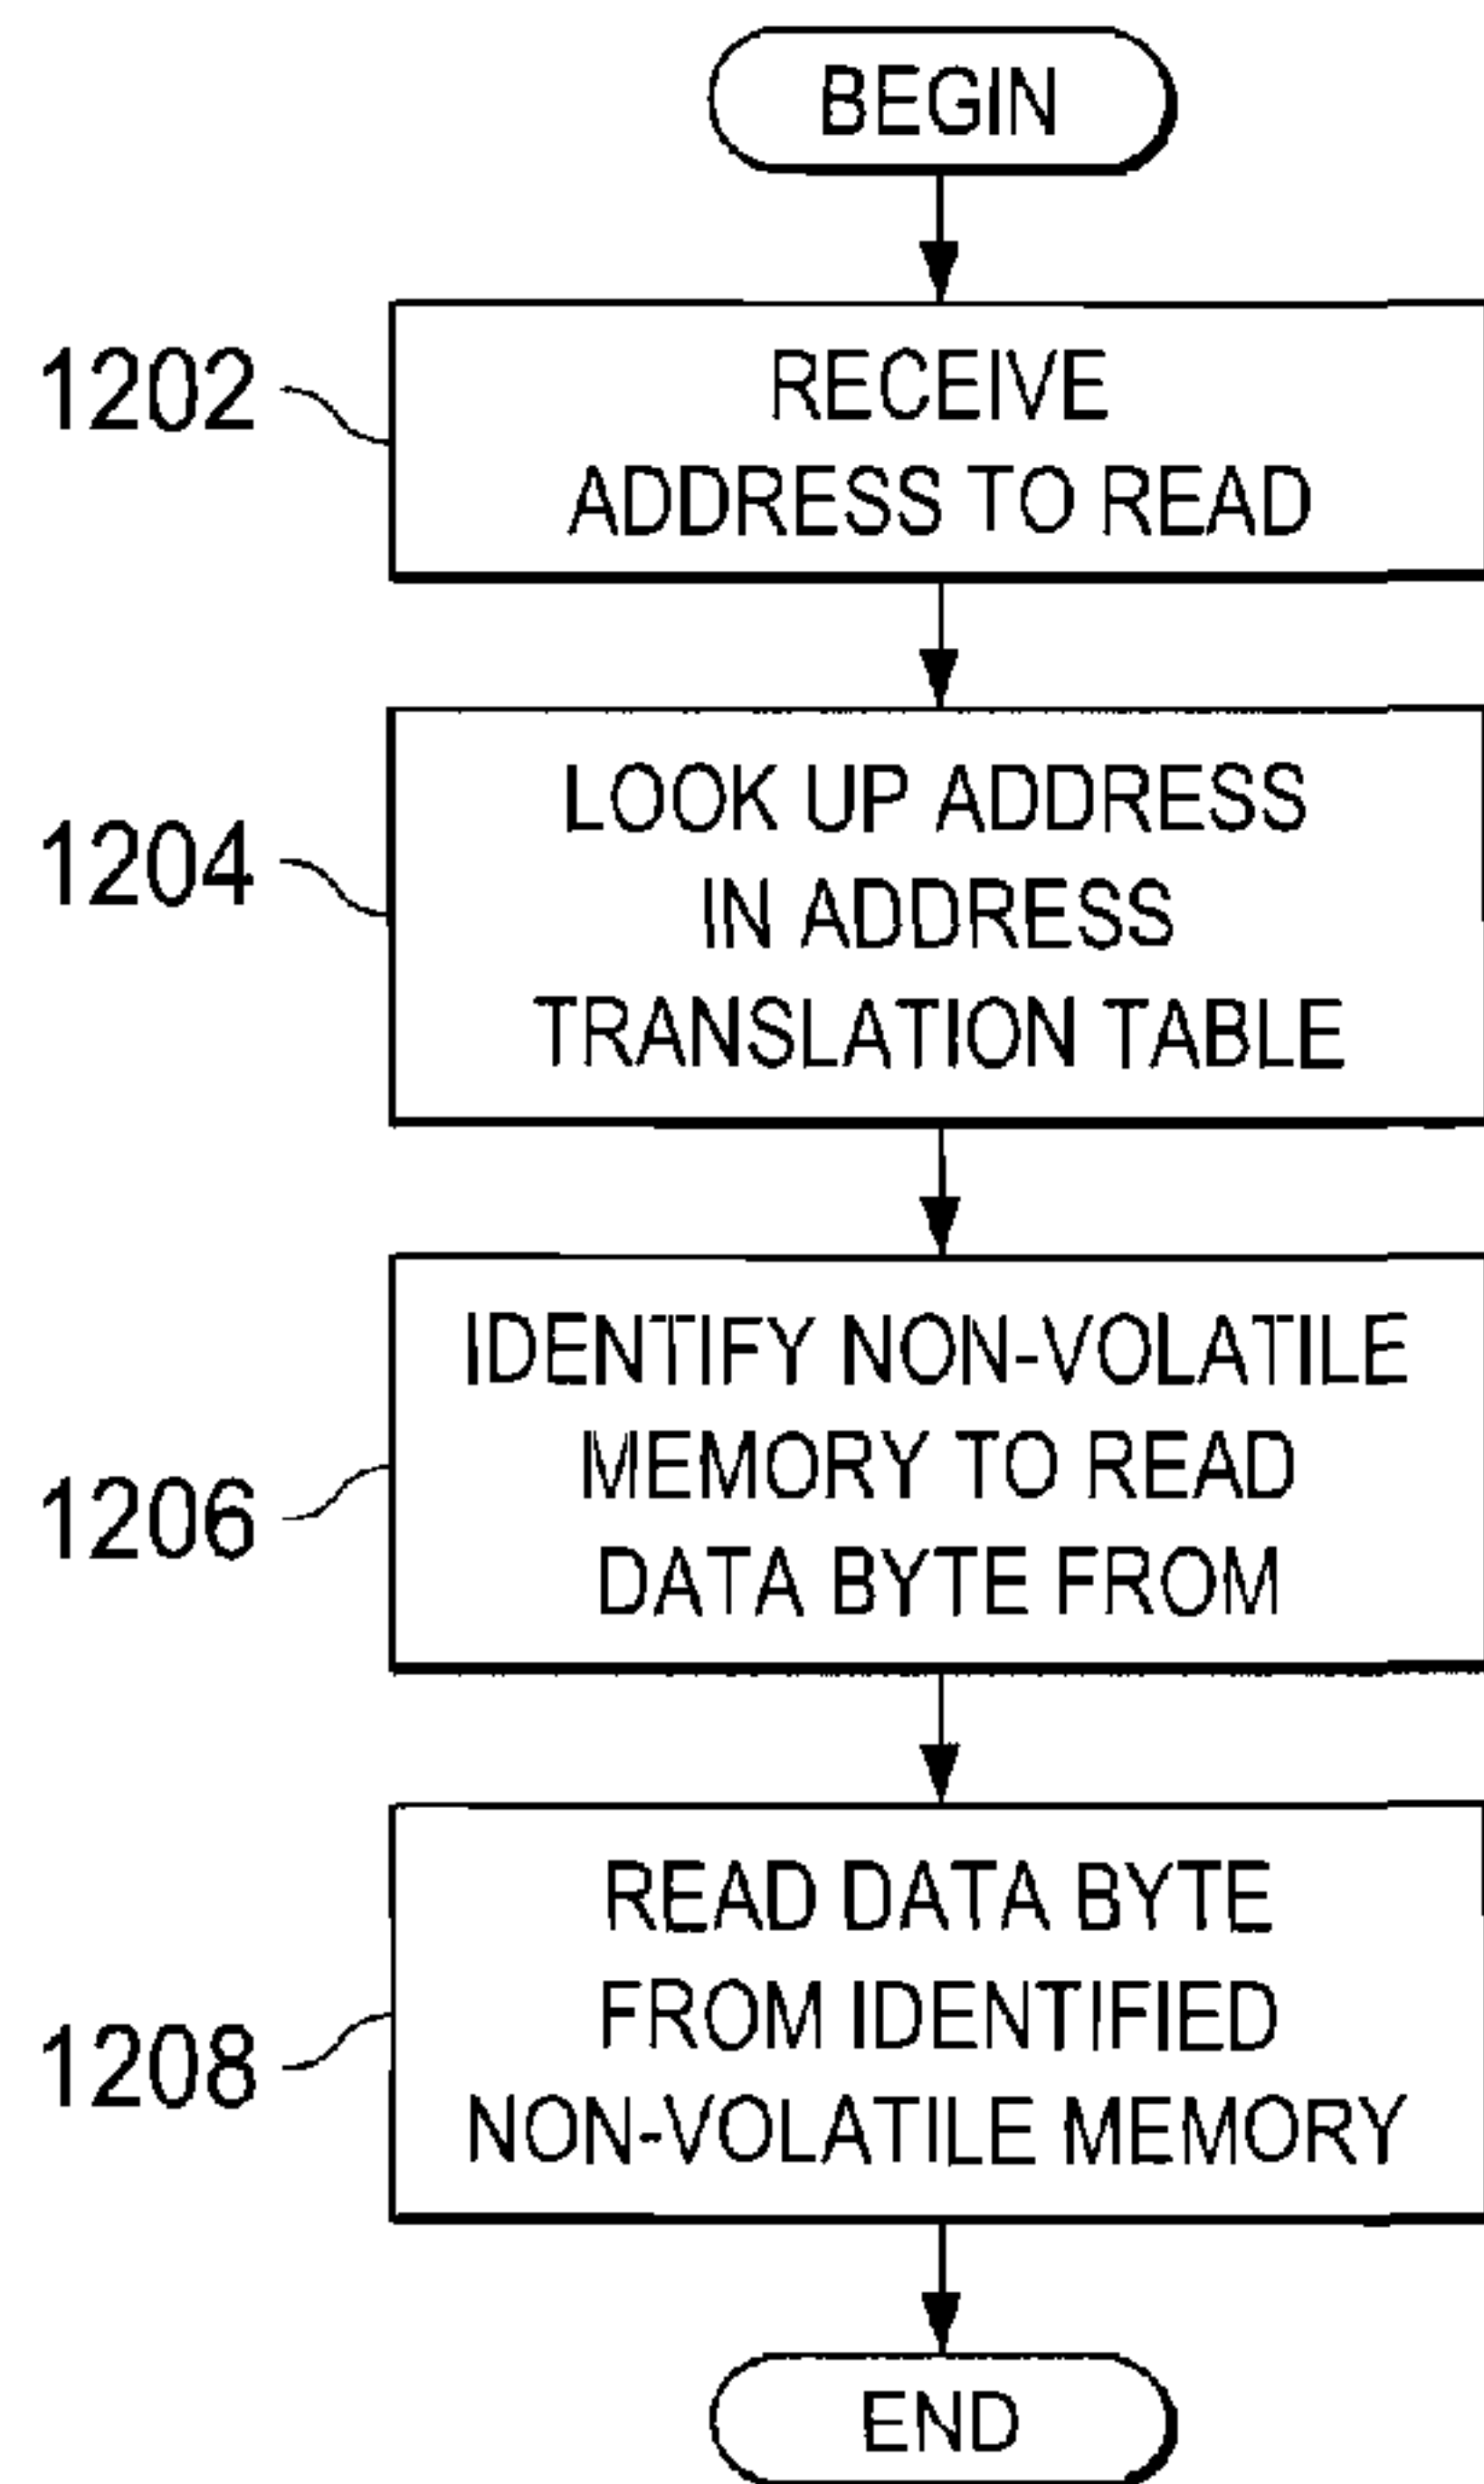 BEGIN
1202
RECEIVE
ADDRESS TO READ
1204
LOOK UP ADDRESS
IN ADDRESS
TRANSLATION TABLE
1206
IDENTIFY NON-VOLATILE
MEMORY TO READ
DATA BYTE FROM
1208
READ DATA BYTE
FROM IDENTIFIED
NON-VOLATILE MEMORY
END